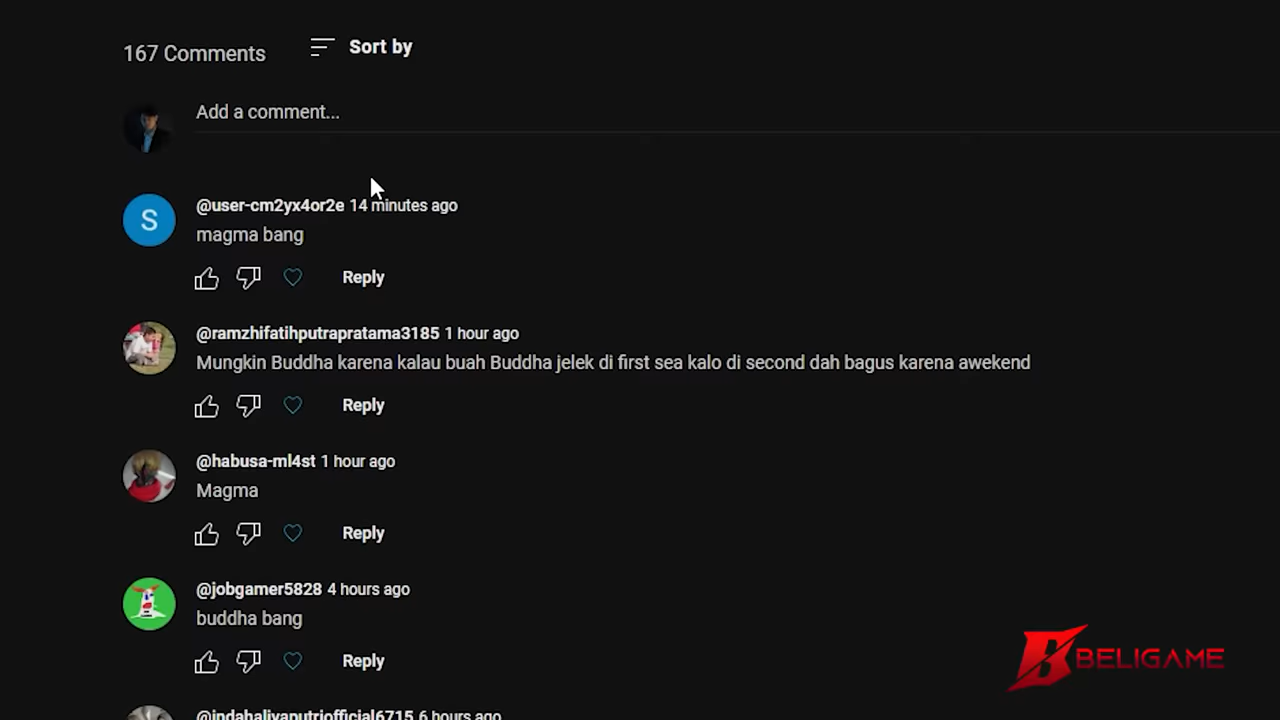 167 Comments
Sort by
Add a comment...
S
@user-cm2yx4or2e 14 minutes ago
magma bang
Reply
@ramzhifatihputrapratama3185 1 hour ago
Mungkin Buddha karena kalau buah Buddha jelek di first sea kalo di second dah bagus karena awekend
Reply
@habusa-ml4st 1 hour ago
Magma
Reply
@jobgamer5828 4 hours ago
buddha bang
Reply
BELIGAME
@indahaliyaputriofficial6715 6 hours ago